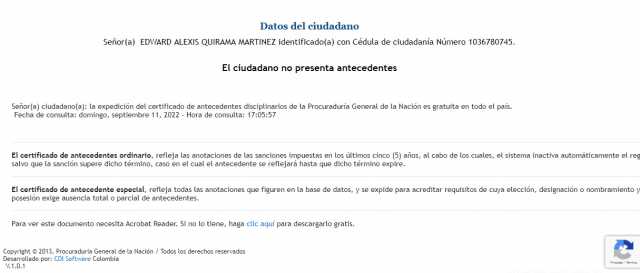 Datos del ciudadano
Señor(a) EDWARD ALEXIS QUIRAMA MARTINEZ identificado(a) con Cédula de ciudadanía Número 1036780745.
El ciudadano no presenta antecedentes
Señor(a) ciudadano(a): la expedición del certificado de antecedentes disciplinarios de la Procuraduría General de la Nación es gratuita en todo el país.
Fecha de consulta: domingo, septiembre 11, 2022 - Hora de consulta: 17:05:57
El certificado de antecedentes ordinario, refleja las anotaciones de las sanciones impuestas en los últimos cinco (5) años, al cabo de los cuales, el sistema inactiva automáticamente el reg
salvo que la sanción supere dicho término, caso en el cual el antecedente se reflejará hasta que dicho término expire.
El certificado de antecedente especial, refleja todas las anotaciones que figuren en la base de datos, y se expide para acreditar requisitos de cuya elección, designación o nombramiento y
posesión exige ausencia total o parcial de antecedentes.
Para ver este documento necesita Acrobat Reader. Si no lo tiene, haga clic aquí para descargarlo gratis.
Copyright © 2013. Procuraduría General de la Nación / Todos los derechos reservados
Desarrollado por: CDI Software Colombia
V.1.0.1